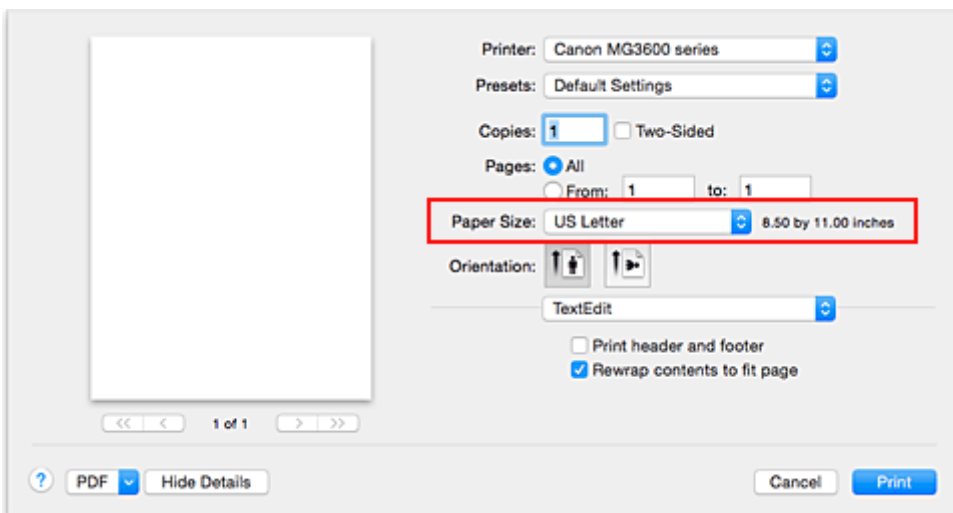 Printer: Canon MG3600 series
Presets: Default Settings
Copies: 1 Two-Sided
Pages: All
From: 1 to: 1
Paper Size: US Letter 8.50 by 11.00 inches
Orientation:
TextEdit
Print header and footer
Rewrap contents to fit page
<< < 1 of 1 > >>
? PDF Hide Details Cancel Print